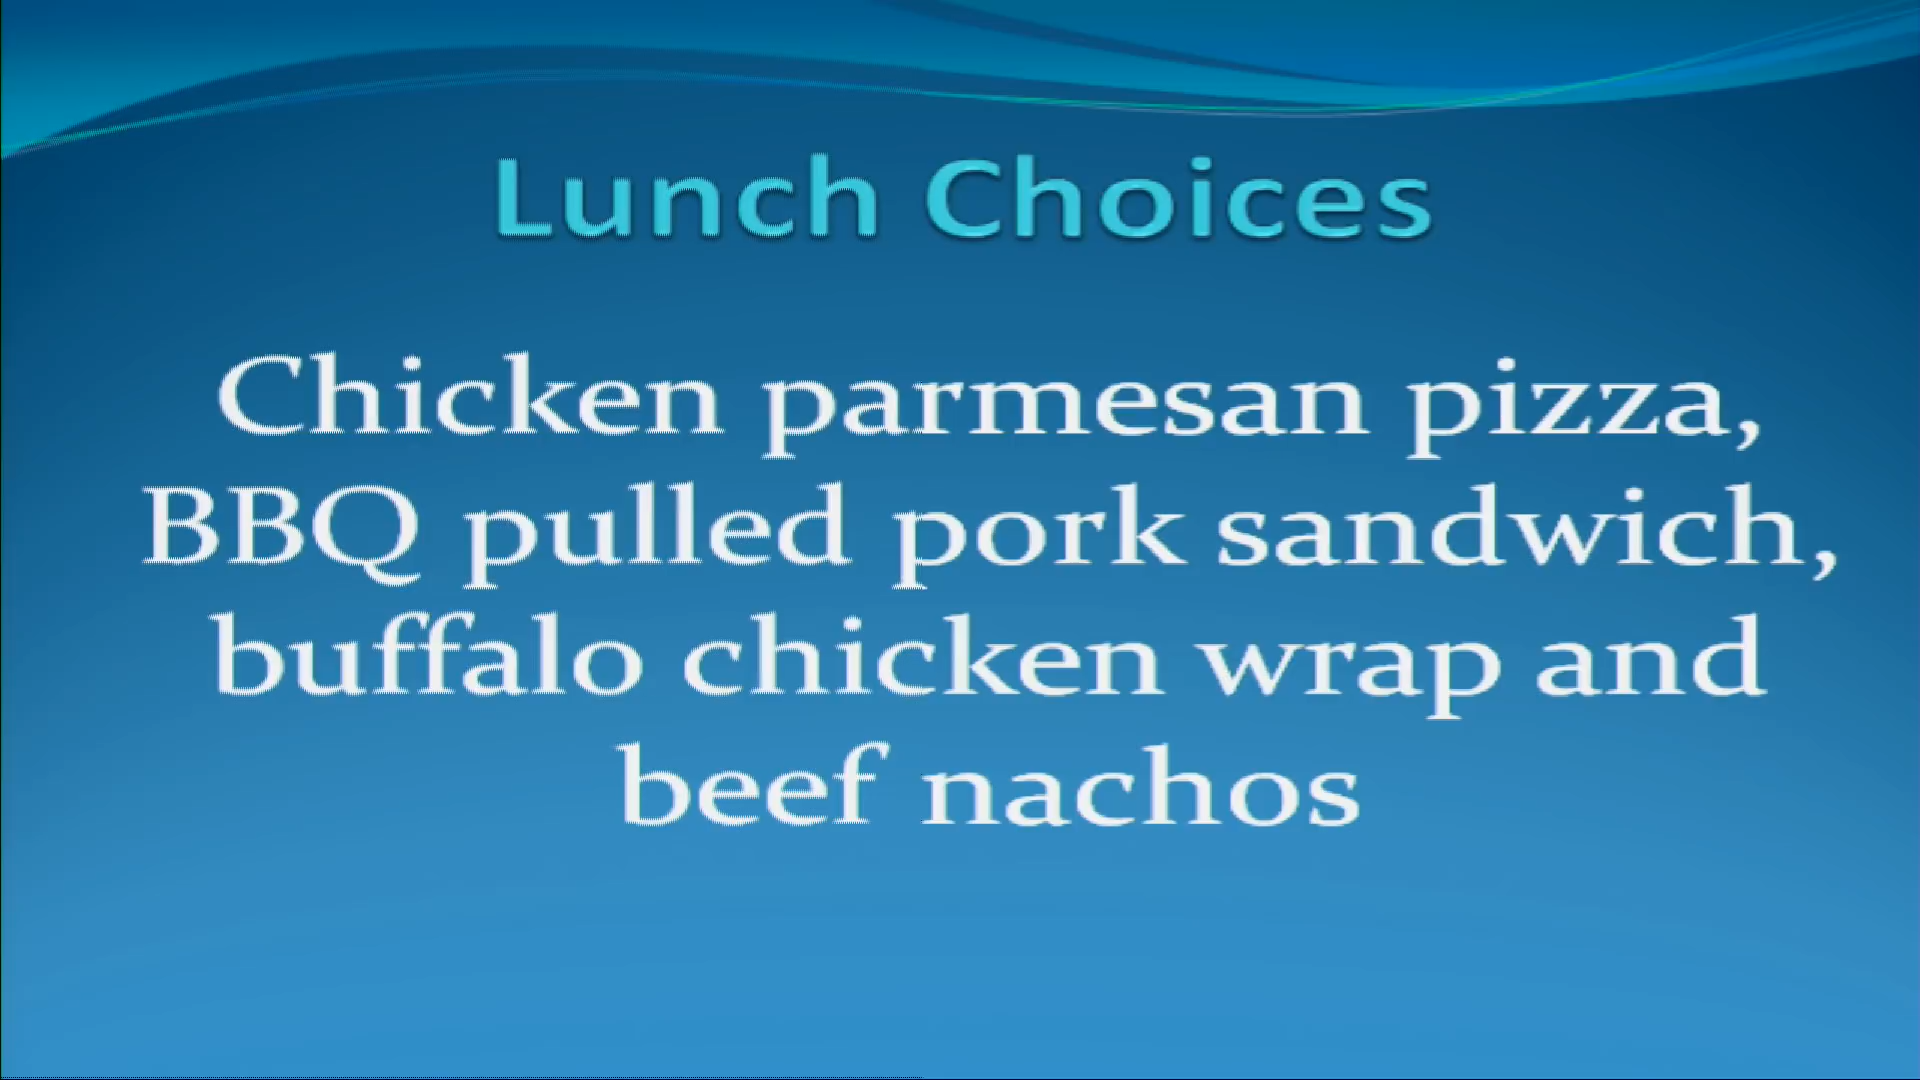 Lunch Choices
Chicken parmesan pizza,
BBQ pulled pork sandwich,
buffalo chicken wrap and
beef nachos